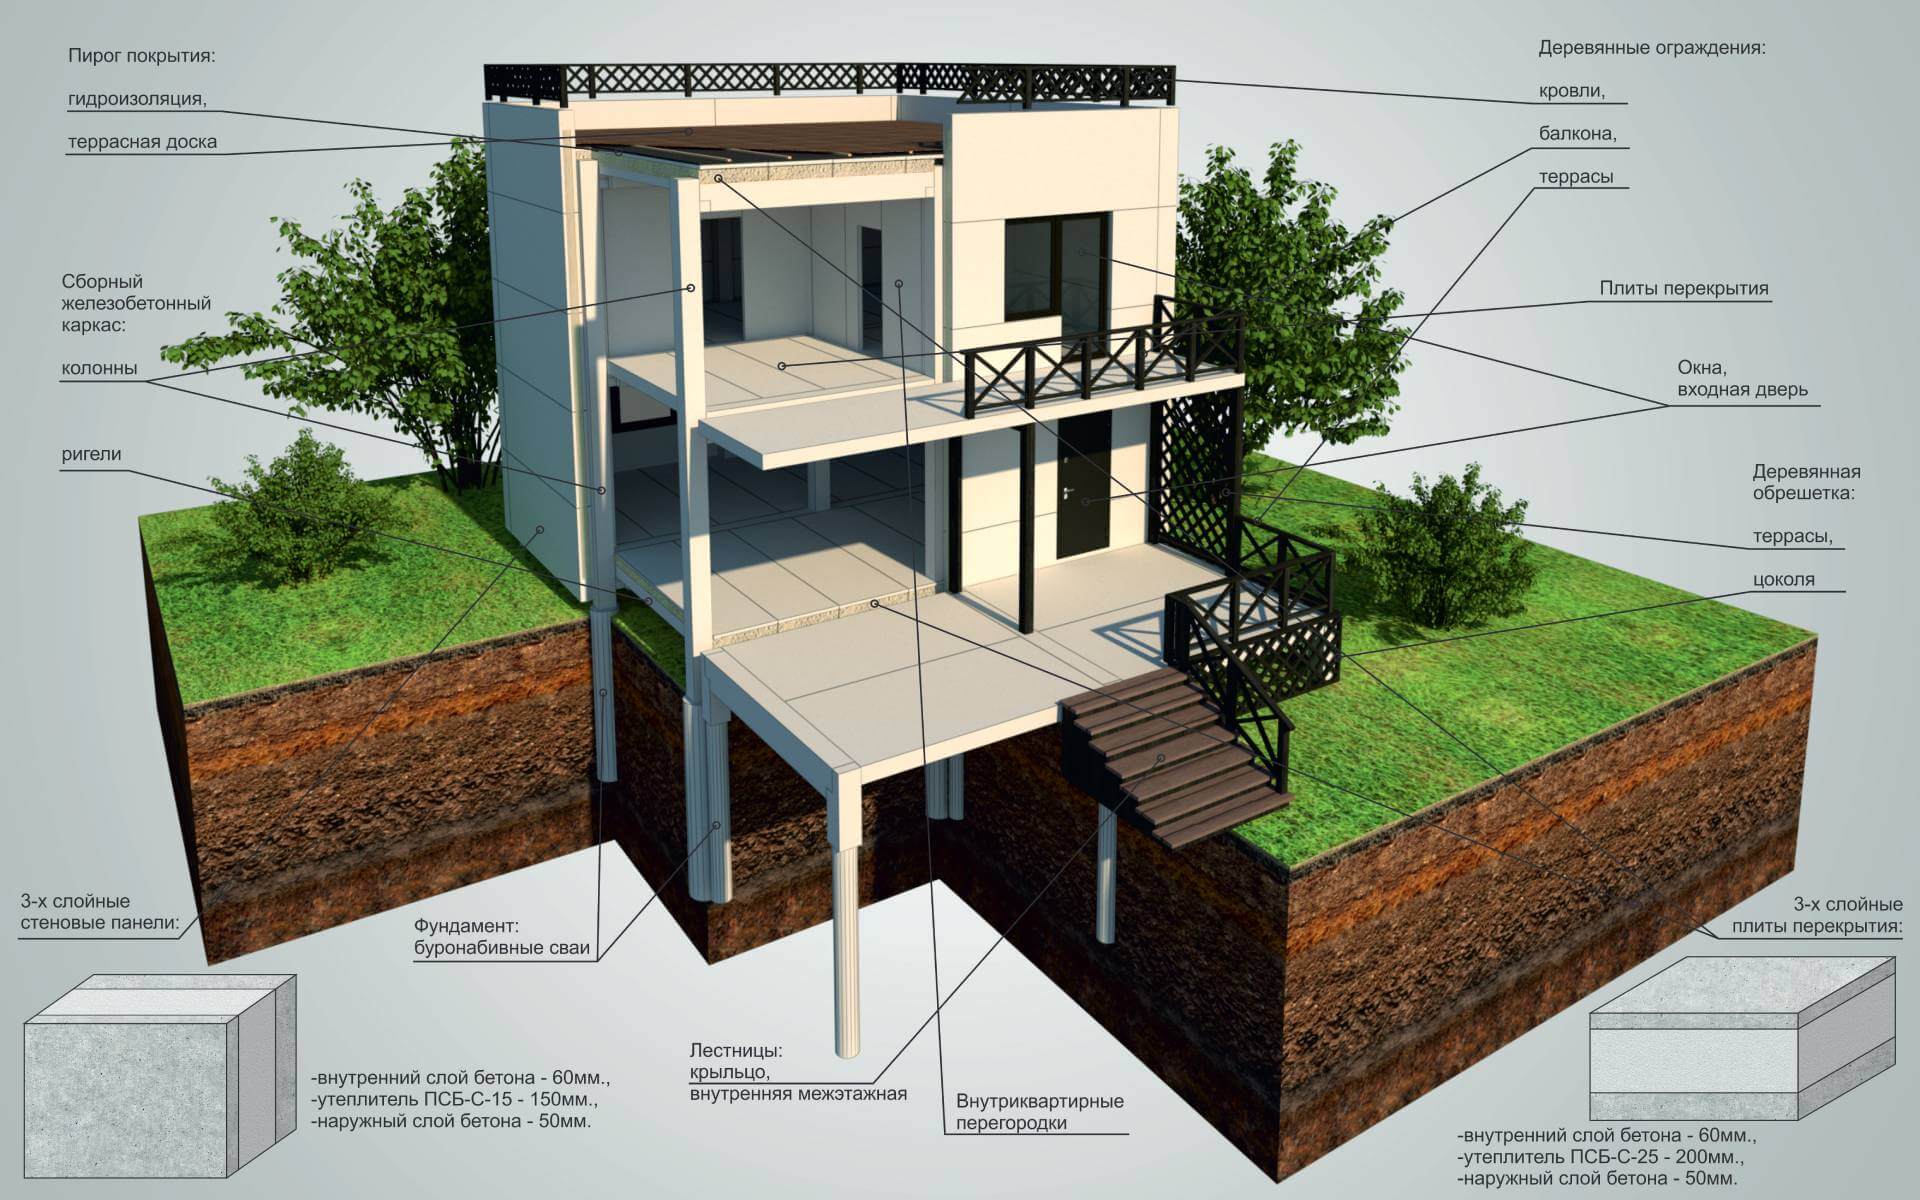 Пирог покрытия:
гидроизоляция,
террасная доска
Сборный
железобетонный
каркас:
колонны
ригели
3-х слойные
стеновые панели:
-внутренний слой бетона - 60мм.,
-утеплитель ПСБ-С-15 - 150мм.,
-наружный слой бетона - 50мм.
Фундамент:
буронабивные сваи
Лестницы:
крыльцо,
внутренняя межэтажная
Внутриквартирные
перегородки
Деревянные ограждения:
кровли,
балкона,
террасы
Плиты перекрытия
Окна,
входная дверь
Деревянная
обрешетка:
террасы,
цоколя
3-х слойные
плиты перекрытия:
-внутренний слой бетона - 60мм.,
-утеплитель ПСБ-С-25 - 200мм.,
-наружный слой бетона - 50мм.